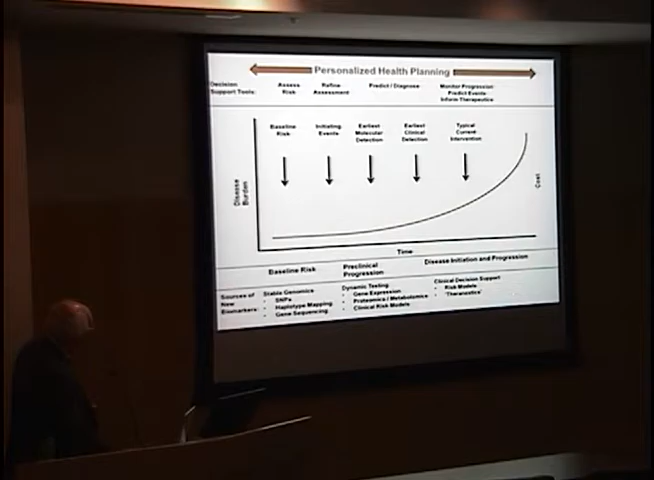 Personalized Health Planning
Decision Support Tools:
Assess Risk
Refine Assessment
Predict / Diagnose
Monitor Progression
Predict Events
Inform Therapeutics
Baseline Risk
Initiating Events
Earliest Molecular Detection
Earliest Clinical Detection
Typical Current Intervention
Disease Burden
Cost
Time
Baseline Risk
Preclinical Progression
Disease Initiation and Progression
Sources of New Biomarkers:
Stable Genomics
• SNPs
• Haplotype Mapping
• Gene Sequencing
Dynamic Testing
• Gene Expression
• Proteomics / Metabolomics
• Clinical Risk Models
Clinical Decision Support
• Risk Models
• "Theranostics"